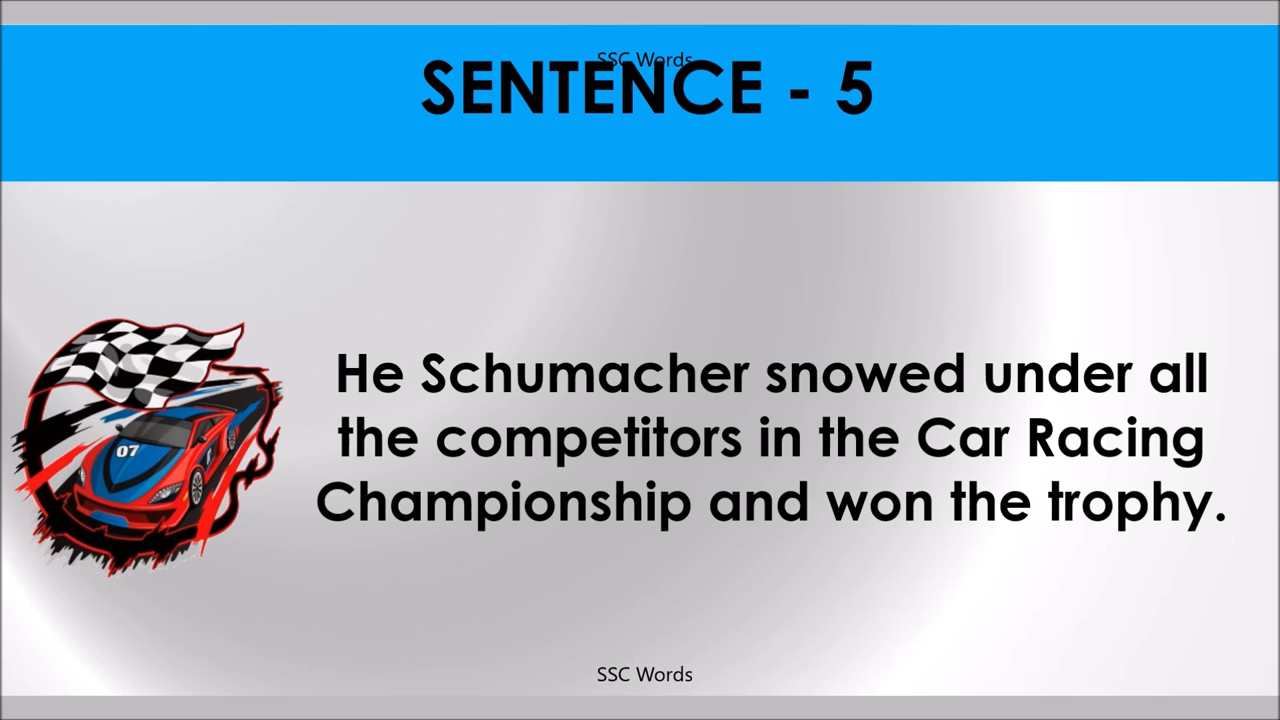 SSC Words
SENTENCE - 5
07
He Schumacher snowed under all
the competitors in the Car Racing
Championship and won the trophy.
SSC Words